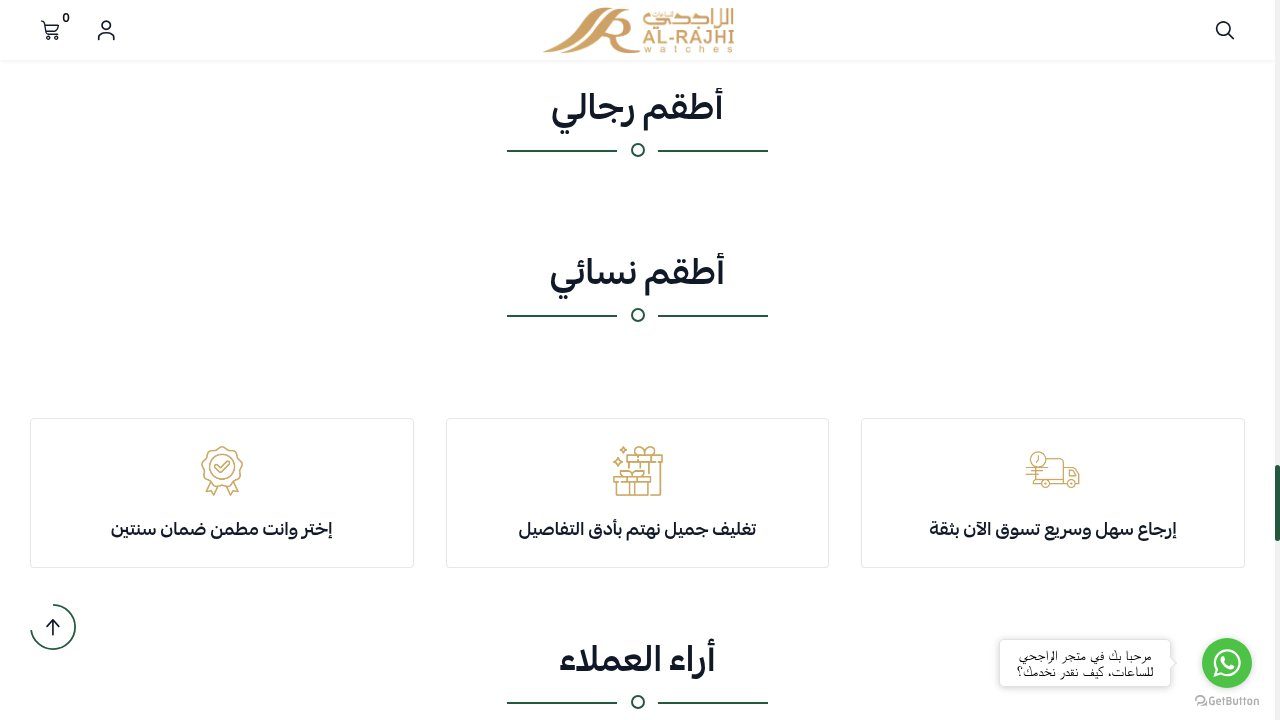 0
ساعات
الراجحي
AL-RAJHI
watches
أطقم رجالي
أطقم نسائي
إرجاع سهل وسريع تسوق الآن بثقة
تغليف جميل نهتم بأدق التفاصيل
إختر وانت مطمن ضمان سنتين
أراء العملاء
مرحبا بك في متجر الراجحي
للساعات، كيف نقدر نخدمك؟
GetButton